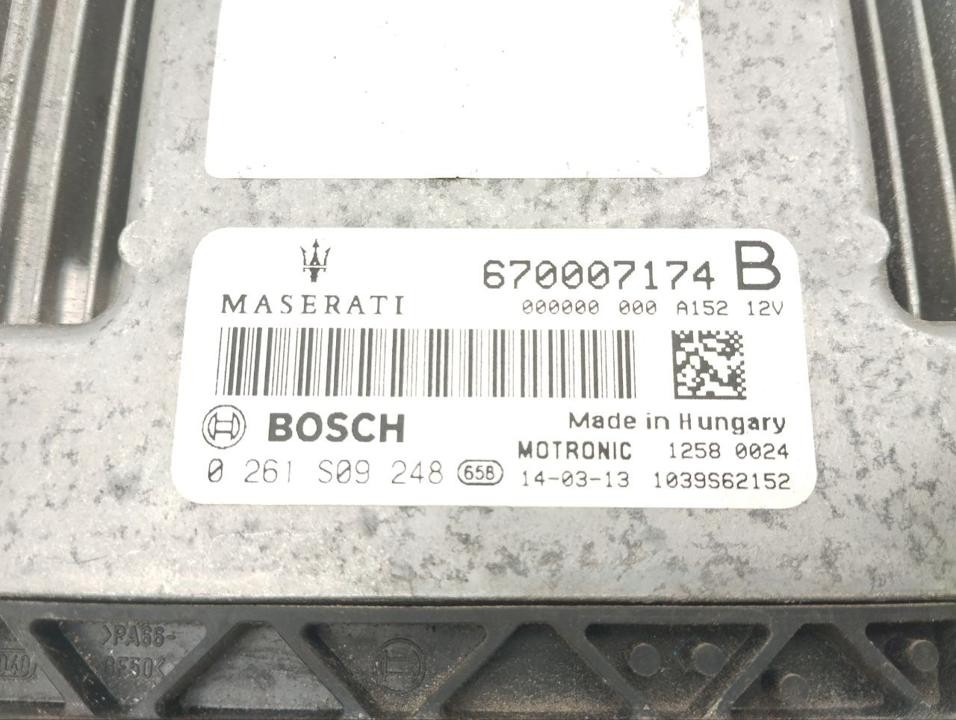 670007174 B
MASERATI
000000 000 A152 12V
BOSCH
Made in Hungary
MOTRONIC 1258 0024
0 261 S09 248 658 14-03-13 1039S62152
>PA66-
GF50<